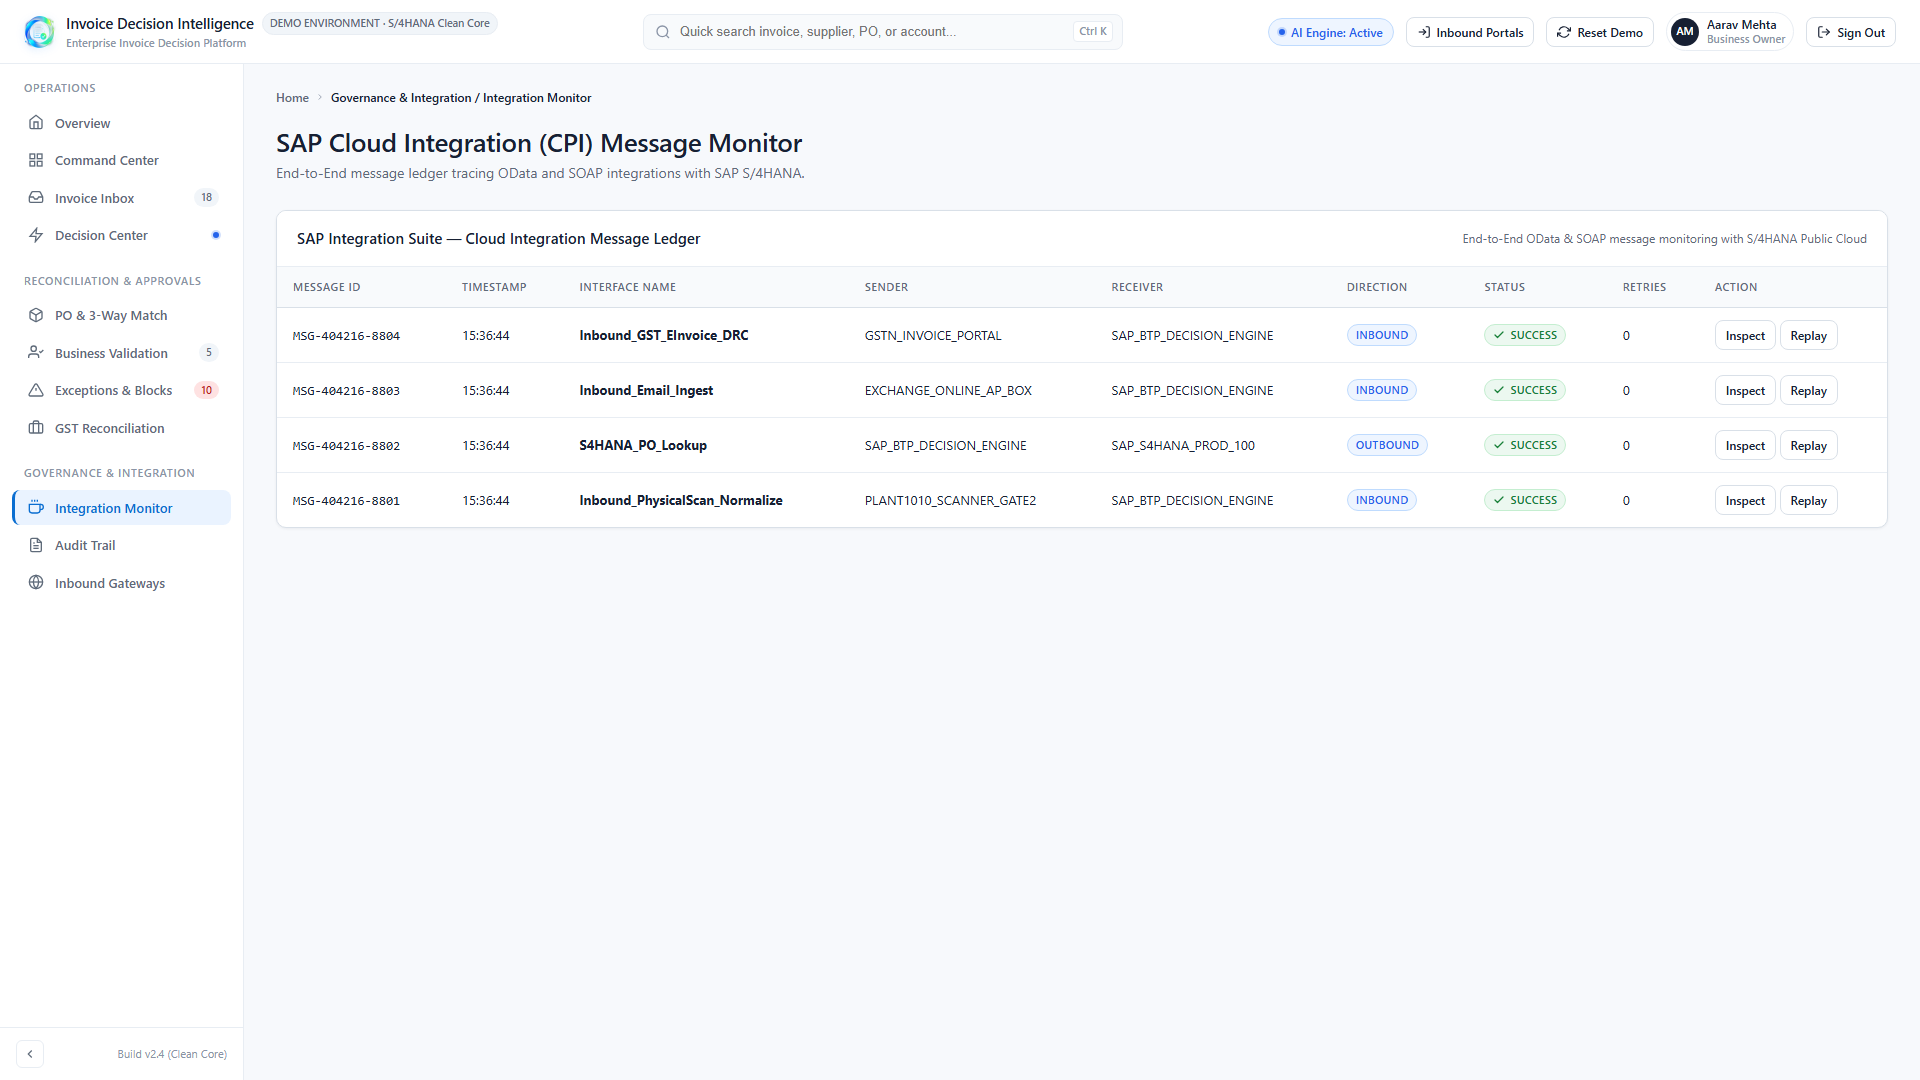 Invoice Decision Intelligence
Enterprise Invoice Decision Platform
DEMO ENVIRONMENT · S/4HANA Clean Core
Quick search invoice, supplier, PO, or account...
Ctrl K
AI Engine: Active
Inbound Portals
Reset Demo
AM
Aarav Mehta
Business Owner
Sign Out
OPERATIONS
Overview
Command Center
Invoice Inbox 18
Decision Center
RECONCILIATION & APPROVALS
PO & 3-Way Match
Business Validation 5
Exceptions & Blocks 10
GST Reconciliation
GOVERNANCE & INTEGRATION
Integration Monitor
Audit Trail
Inbound Gateways
Build v2.4 (Clean Core)
Home › Governance & Integration / Integration Monitor
SAP Cloud Integration (CPI) Message Monitor
End-to-End message ledger tracing OData and SOAP integrations with SAP S/4HANA.
SAP Integration Suite — Cloud Integration Message Ledger
End-to-End OData & SOAP message monitoring with S/4HANA Public Cloud
MESSAGE ID TIMESTAMP INTERFACE NAME SENDER RECEIVER DIRECTION STATUS RETRIES ACTION
MSG-404216-8804 15:36:44 Inbound_GST_EInvoice_DRC GSTN_INVOICE_PORTAL SAP_BTP_DECISION_ENGINE INBOUND SUCCESS 0 Inspect Replay
MSG-404216-8803 15:36:44 Inbound_Email_Ingest EXCHANGE_ONLINE_AP_BOX SAP_BTP_DECISION_ENGINE INBOUND SUCCESS 0 Inspect Replay
MSG-404216-8802 15:36:44 S4HANA_PO_Lookup SAP_BTP_DECISION_ENGINE SAP_S4HANA_PROD_100 OUTBOUND SUCCESS 0 Inspect Replay
MSG-404216-8801 15:36:44 Inbound_PhysicalScan_Normalize PLANT1010_SCANNER_GATE2 SAP_BTP_DECISION_ENGINE INBOUND SUCCESS 0 Inspect Replay